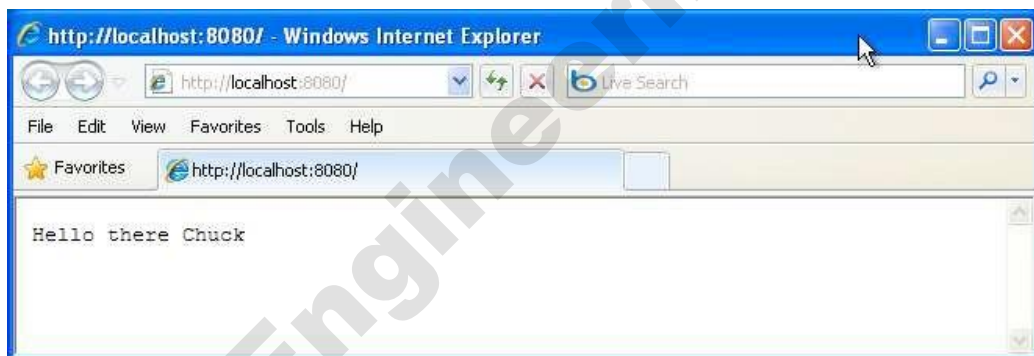 http://localhost:8080/ - Windows Internet Explorer
http://localhost:8080/ Live Search
File Edit View Favorites Tools Help
Favorites http://localhost:8080/
Hello there Chuck